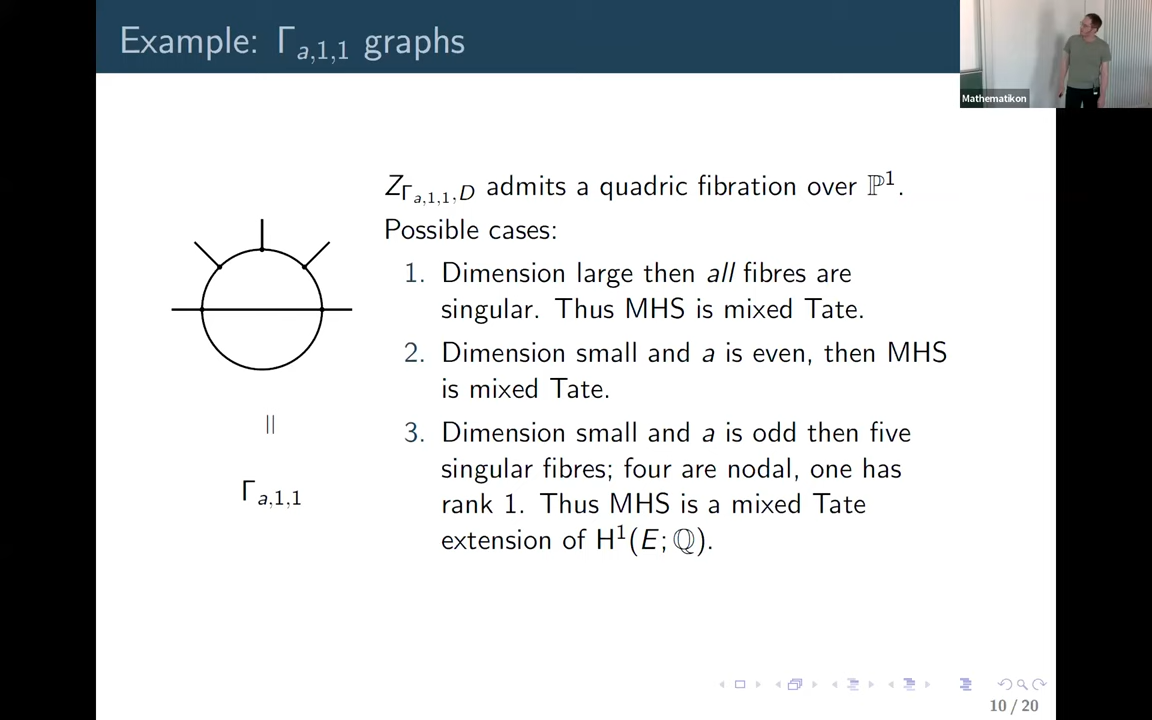 Example: Γ_{a,1,1} graphs
Mathematikon
Z_{Γ_{a,1,1},D} admits a quadric fibration over ℙ¹.
Possible cases:
1. Dimension large then all fibres are
singular. Thus MHS is mixed Tate.
2. Dimension small and a is even, then MHS
is mixed Tate.
3. Dimension small and a is odd then five
singular fibres; four are nodal, one has
rank 1. Thus MHS is a mixed Tate
extension of H¹(E;ℚ).
||
Γ_{a,1,1}
10 / 20